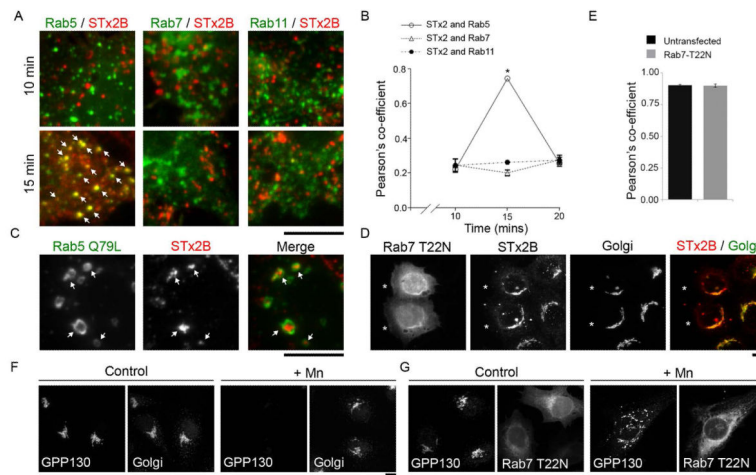 A
Rab5 / STx2B
Rab7 / STx2B
Rab11 / STx2B
10 min
15 min
B
STx2 and Rab5
STx2 and Rab7
STx2 and Rab11
*
0.8
0.6
0.4
0.2
0.0
Pearson's co-efficient
10 15 20
Time (mins)
E
Untransfected
Rab7-T22N
1.00
0.75
0.50
0.25
0.00
Pearson's co-efficient
C
Rab5 Q79L
STx2B
Merge
D
Rab7 T22N
STx2B
Golgi
STx2B / Golg
* * * *
* * * *
F
Control
+ Mn
GPP130
Golgi
GPP130
Golgi
G
Control
+ Mn
GPP130
Rab7 T22N
GPP130
Rab7 T22N